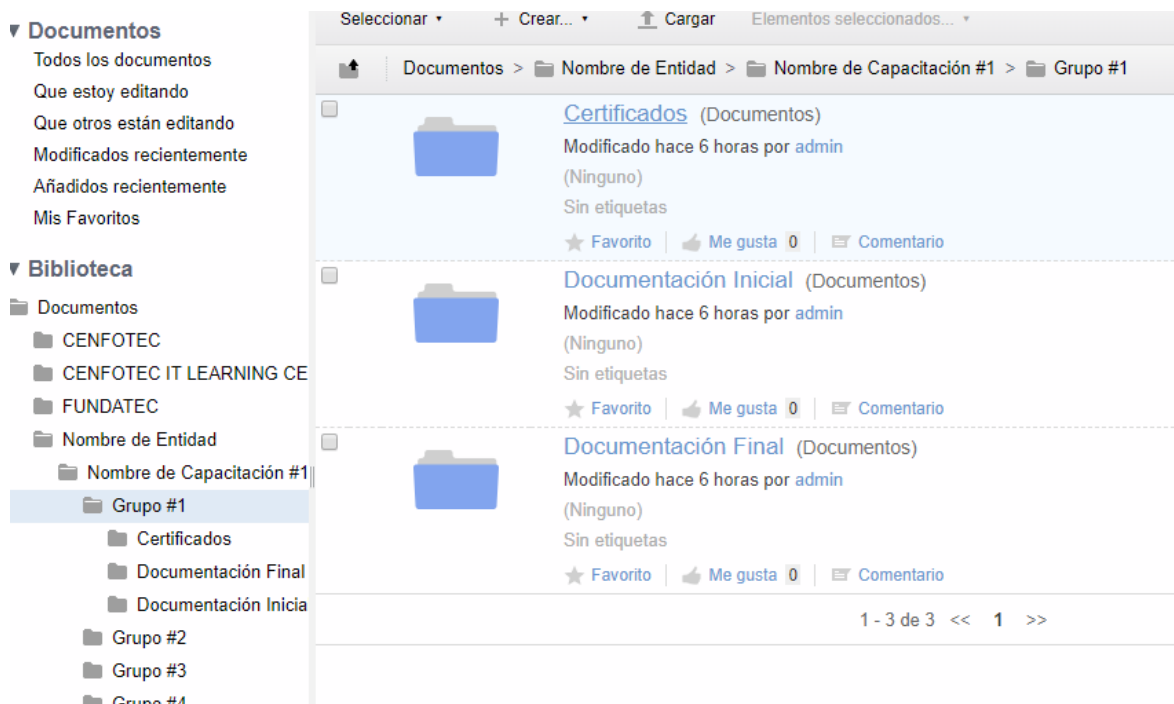 Documentos
Todos los documentos
Que estoy editando
Que otros están editando
Modificados recientemente
Añadidos recientemente
Mis Favoritos
Biblioteca
Documentos
CENFOTEC
CENFOTEC IT LEARNING CE
FUNDATEC
Nombre de Entidad
Nombre de Capacitación #1
Grupo #1
Certificados
Documentación Final
Documentación Inicia
Grupo #2
Grupo #3
Grupo #4
Seleccionar Crear... Cargar Elementos seleccionados...
Documentos > Nombre de Entidad > Nombre de Capacitación #1 > Grupo #1
Certificados (Documentos)
Modificado hace 6 horas por admin
(Ninguno)
Sin etiquetas
Favorito Me gusta 0 Comentario
Documentación Inicial (Documentos)
Modificado hace 6 horas por admin
(Ninguno)
Sin etiquetas
Favorito Me gusta 0 Comentario
Documentación Final (Documentos)
Modificado hace 6 horas por admin
(Ninguno)
Sin etiquetas
Favorito Me gusta 0 Comentario
1 - 3 de 3 << 1 >>